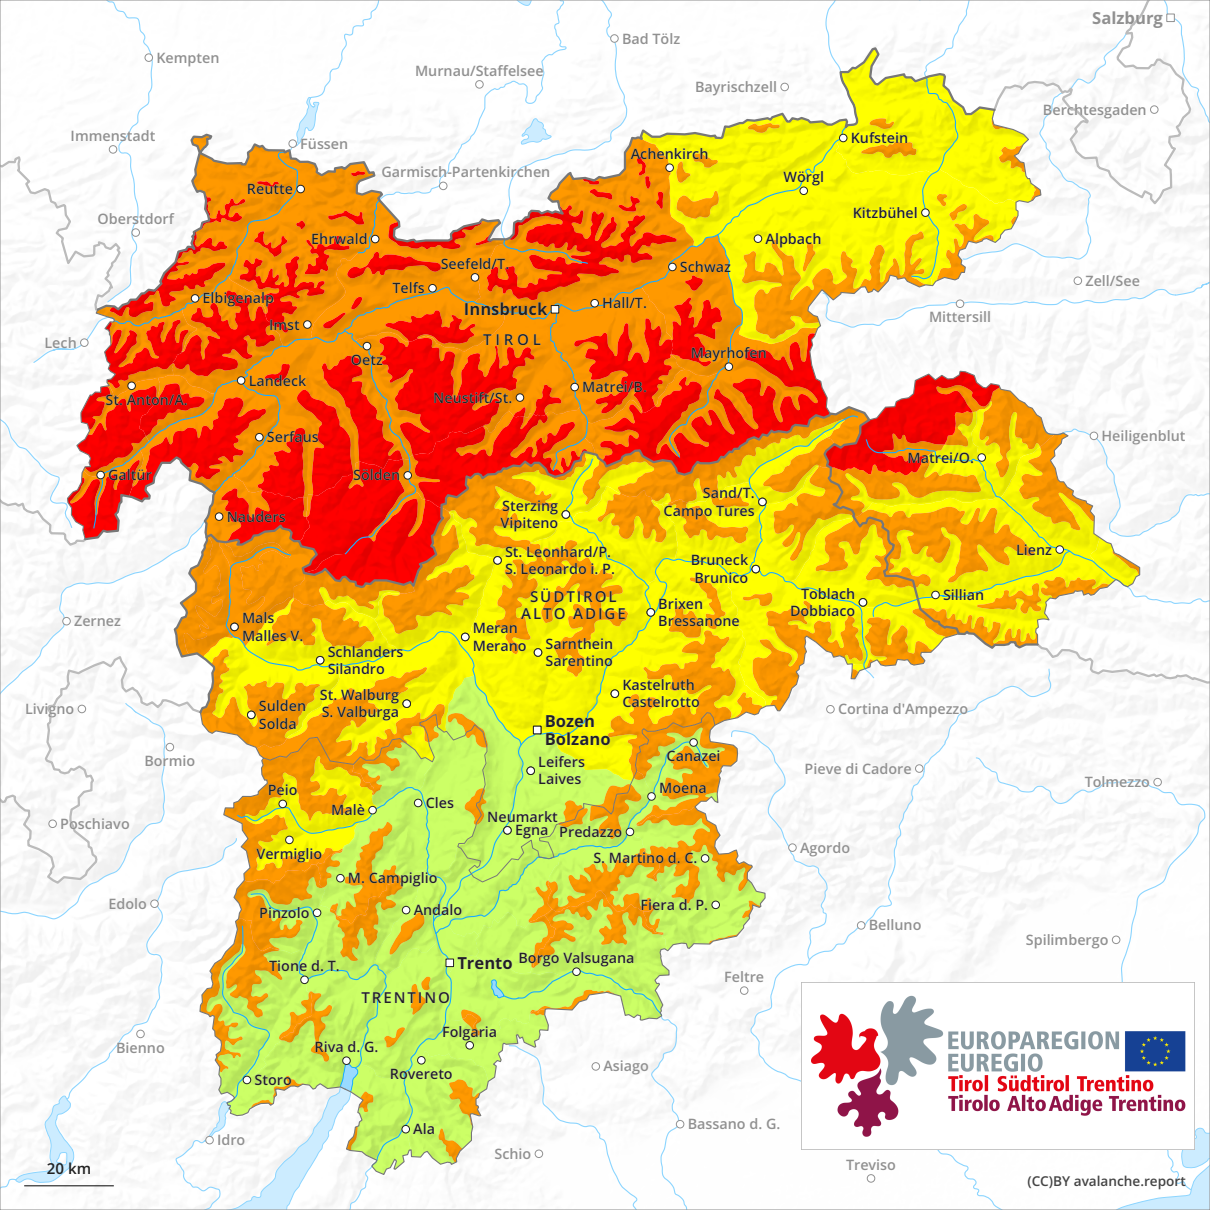 Salzburg
Bad Tölz
Kempten
Murnau/Staffelsee
Bayrischzell
Berchtesgaden
Immenstadt
Füssen
Kufstein
Achenkirch
Garmisch-Partenkirchen
Wörgl
Reutte
Oberstdorf
Kitzbühel
Ehrwald
Alpbach
Seefeld/T.
Schwaz
Zell/See
Telfs
Elbigenalp
Hall/T.
Innsbruck
Mittersill
Imst
TIROL
Lech
Oetz
Mayrhofen
Landeck
Matrei/B.
St. Anton/A.
Neustift/St.
Serfaus
Heiligenblut
Matrei/O.
Galtür
Sölden
Sand/T.
Campo Tures
Sterzing
Vipiteno
Nauders
St. Leonhard/P.
S. Leonardo i. P.
Lienz
Bruneck
Brunico
SÜDTIROL
ALTO ADIGE
Toblach
Dobbiaco
Sillian
Brixen
Bressanone
Zernez
Mals
Malles V.
Meran
Merano
Sarnthein
Sarentino
Schlanders
Silandro
Kastelruth
Castelrotto
St. Walburg
S. Valburga
Sulden
Solda
Livigno
Cortina d'Ampezzo
Bozen
Bolzano
Bormio
Canazei
Leifers
Laives
Pieve di Cadore
Tolmezzo
Peio
Moena
Malè
Cles
Neumarkt
Egna
Predazzo
Poschiavo
Vermiglio
Agordo
S. Martino d. C.
M. Campiglio
Edolo
Pinzolo
Andalo
Fiera d. P.
Belluno
Spilimbergo
Trento
Borgo Valsugana
Tione d. T.
Feltre
TRENTINO
Bienno
Folgaria
Riva d. G.
Rovereto
Asiago
Storo
EUROPAREGION
EUREGIO
Tirol Südtirol Trentino
Tirolo Alto Adige Trentino
Ala
Bassano d. G.
Idro
Schio
20 km
Treviso
(CC)BY avalanche.report